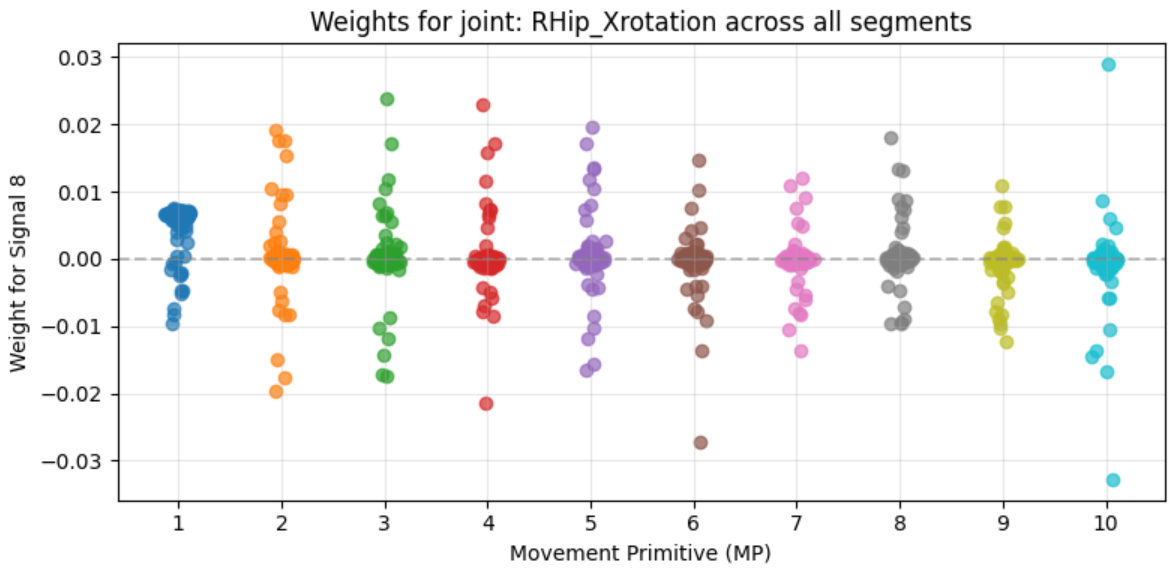 Weights for joint: RHip_Xrotation across all segments
Weight for Signal 8
0.03
0.02
0.01
0.00
−0.01
−0.02
−0.03
1 2 3 4 5 6 7 8 9 10
Movement Primitive (MP)